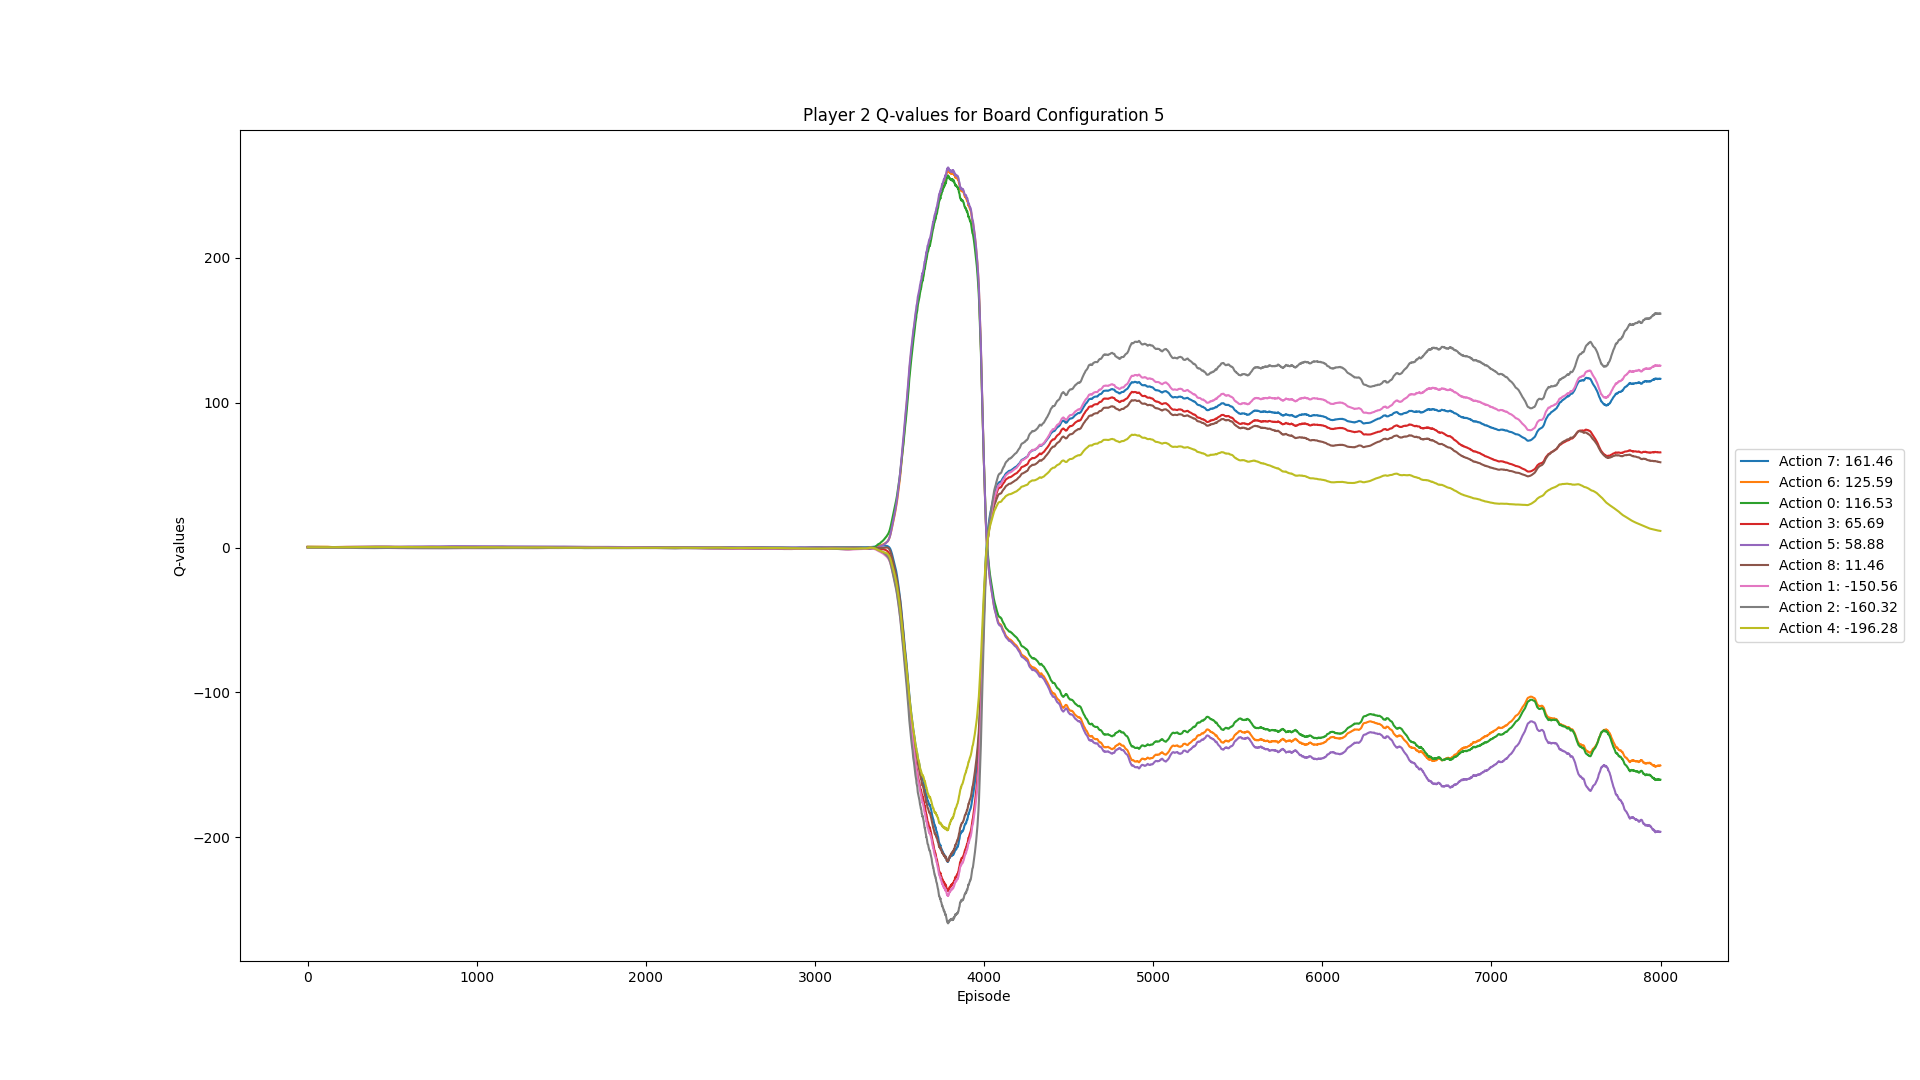 Player 2 Q-values for Board Configuration 5
200
100
0
−100
−200
Q-values
0
1000
2000
3000
4000
5000
6000
7000
8000
Episode
Action 7: 161.46
Action 6: 125.59
Action 0: 116.53
Action 3: 65.69
Action 5: 58.88
Action 8: 11.46
Action 1: -150.56
Action 2: -160.32
Action 4: -196.28